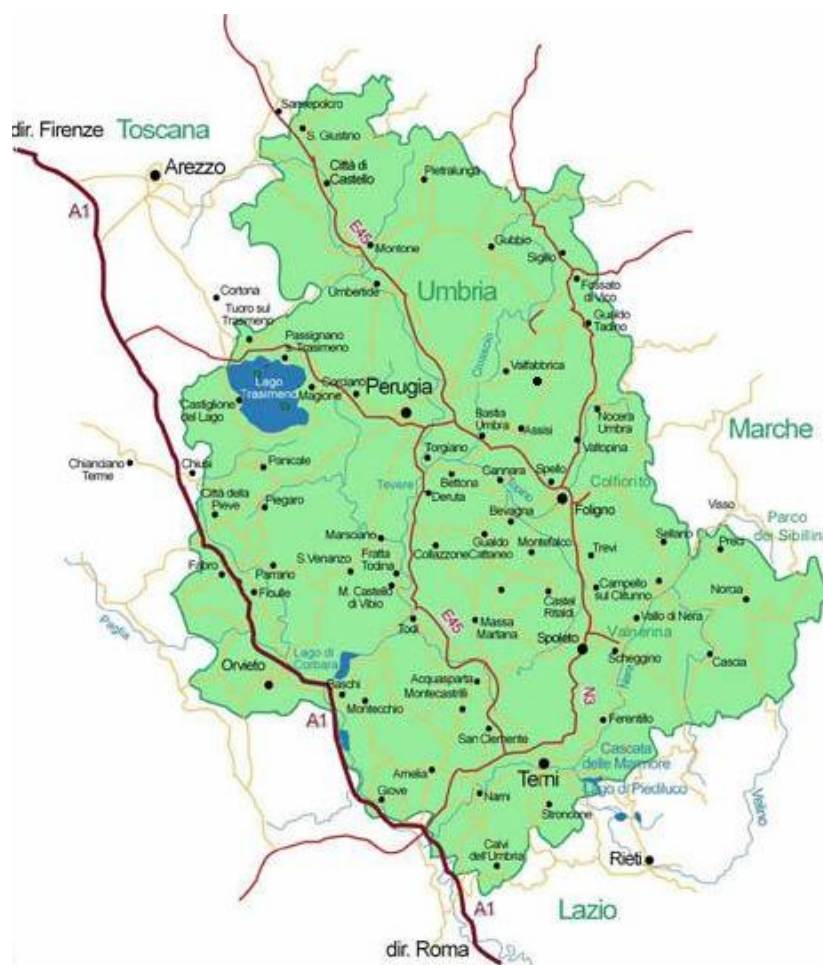 Sansepolcro
dir. Firenze
Toscana
S. Giustino
Arezzo
Città di
Castello
Pietralunga
A1
E45
Montone
Gubbio
Sigillo
Cortona
Umbertide
Umbria
Fossato
di Vico
Tuoro sul
Trasimeno
Gualdo
Tadino
Passignano
s. Trasimeno
Chiascio
Valfabbrica
Lago
Trasimeno
Corciano
Magione
Perugia
Castiglione
del Lago
Bastia
Umbra
Assisi
Nocera
Umbra
Marche
Torgiano
Valtopina
Chianciano
Terme
Chiusi
Panicale
Cannara
Spello
Colfiorito
Tevere
Bettona
Topino
Città della
Pieve
Piegaro
Deruta
Bevagna
Foligno
Visso
Parco
dei Sibillini
Marsciano
Gualdo
Cattaneo
Montefalco
Sellano
Preci
Fabro
Parrano
S.Venanzo
Fratta
Todina
Collazzone
Trevi
Ficulle
M. Castello
di Vibio
Castel
Ritaldi
Campello
sul Clitunno
Norcia
Paglia
Todi
E45
Massa
Martana
Vallo di Nera
Valnerina
Lago di
Corbara
Spoleto
Scheggino
Cascia
Orvieto
Baschi
Acquasparta
Montecastrilli
Nera
N3
A1
Montecchio
San Clemente
Ferentillo
Cascata
delle Marmore
Amelia
Terni
Lago di Piediluco
Giove
Narni
Stroncone
Velino
Calvi
dell'Umbria
Rieti
A1
Lazio
dir. Roma